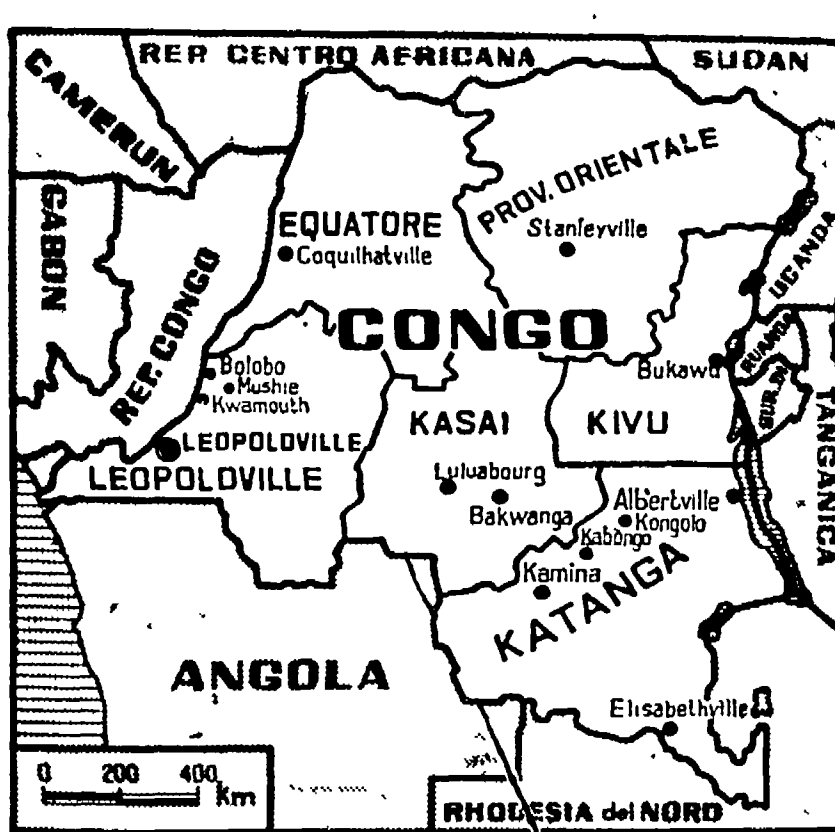 REP. CENTRO AFRICANA
SUDAN
CAMERUN
PROV. ORIENTALE
GABON
EQUATORE
Coquilhatville
Stanleyville
UGANDA
REP. CONGO
CONGO
RUANDA
Bukawu
BURUNDI
Bolobo
Mushie
Kwamouth
KASAI
KIVU
TANGANICA
LEOPOLDVILLE
LEOPOLDVILLE
Luluabourg
Bakwanga
Albertville
Kongolo
Kabongo
Kamina
KATANGA
ANGOLA
Elisabethville
0 200 400
Km
RHODESIA del NORD